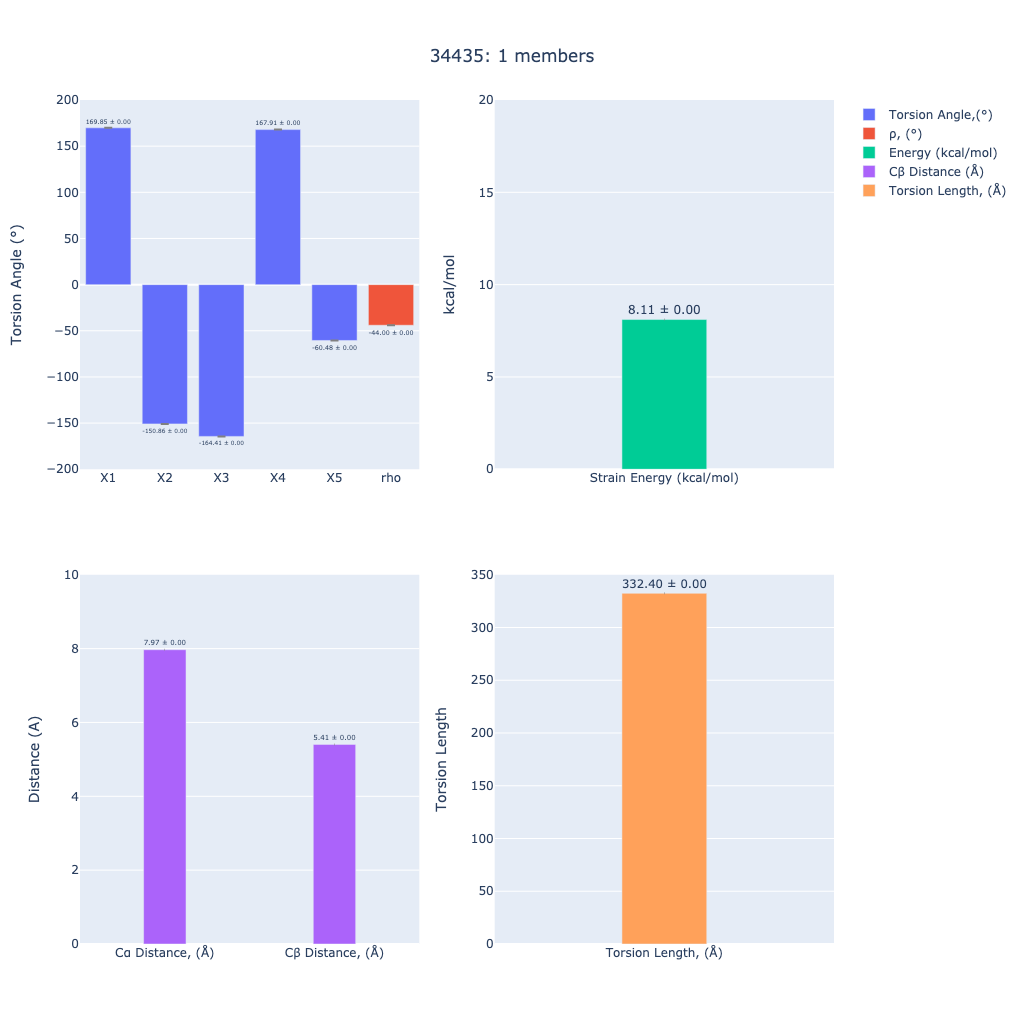 34435: 1 members
Torsion Angle (°)
200
150
100
50
0
−50
−100
−150
−200
169.85 ± 0.00
-150.86 ± 0.00
-164.41 ± 0.00
167.91 ± 0.00
-60.48 ± 0.00
-44.00 ± 0.00
X1 X2 X3 X4 X5 rho
kcal/mol
20
15
10
5
0
8.11 ± 0.00
Strain Energy (kcal/mol)
Torsion Angle,(°)
ρ, (°)
Energy (kcal/mol)
Cβ Distance (Å)
Torsion Length, (Å)
Distance (A)
10
8
6
4
2
0
7.97 ± 0.00
5.41 ± 0.00
Cα Distance, (Å) Cβ Distance, (Å)
Torsion Length
350
300
250
200
150
100
50
0
332.40 ± 0.00
Torsion Length, (Å)